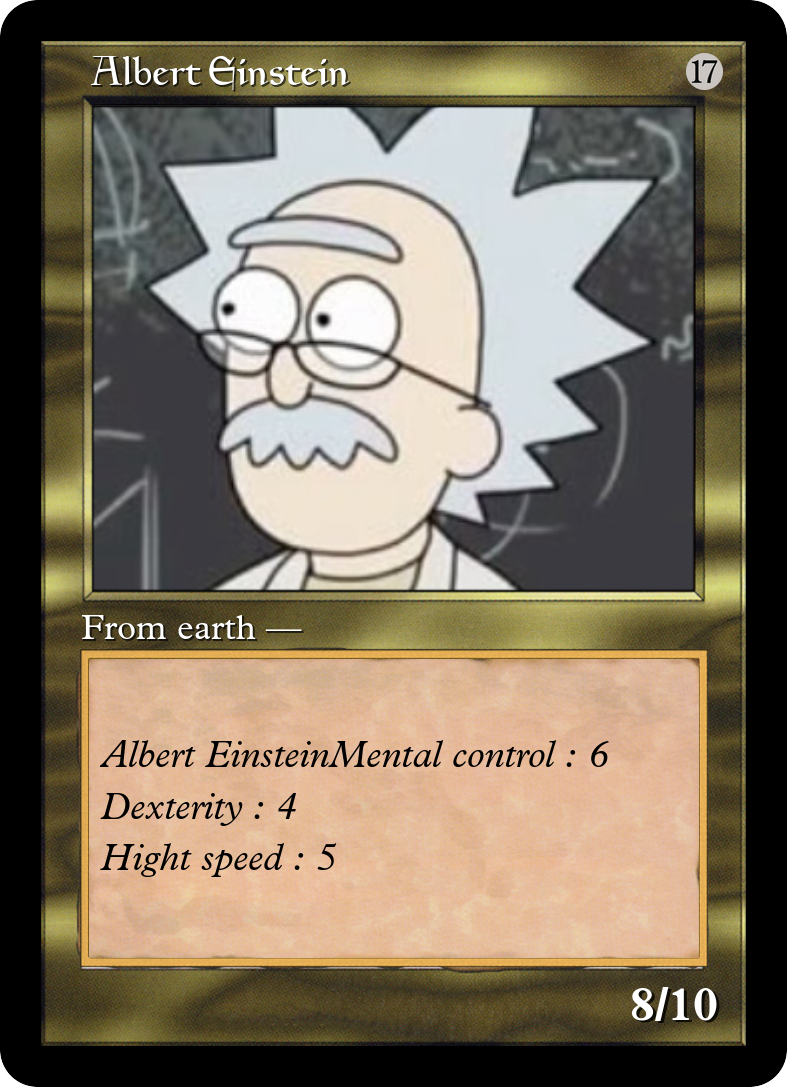 Albert Einstein 17
From earth —
Albert EinsteinMental control : 6
Dexterity : 4
Hight speed : 5
8/10